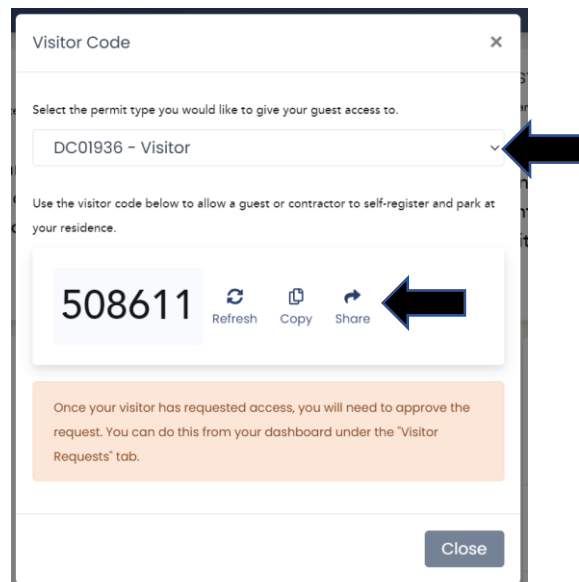 Visitor Code ×
Select the permit type you would like to give your guest access to.
DC01936 - Visitor
Use the visitor code below to allow a guest or contractor to self-register and park at
your residence.
508611
Refresh Copy Share
Once your visitor has requested access, you will need to approve the
request. You can do this from your dashboard under the "Visitor
Requests" tab.
Close